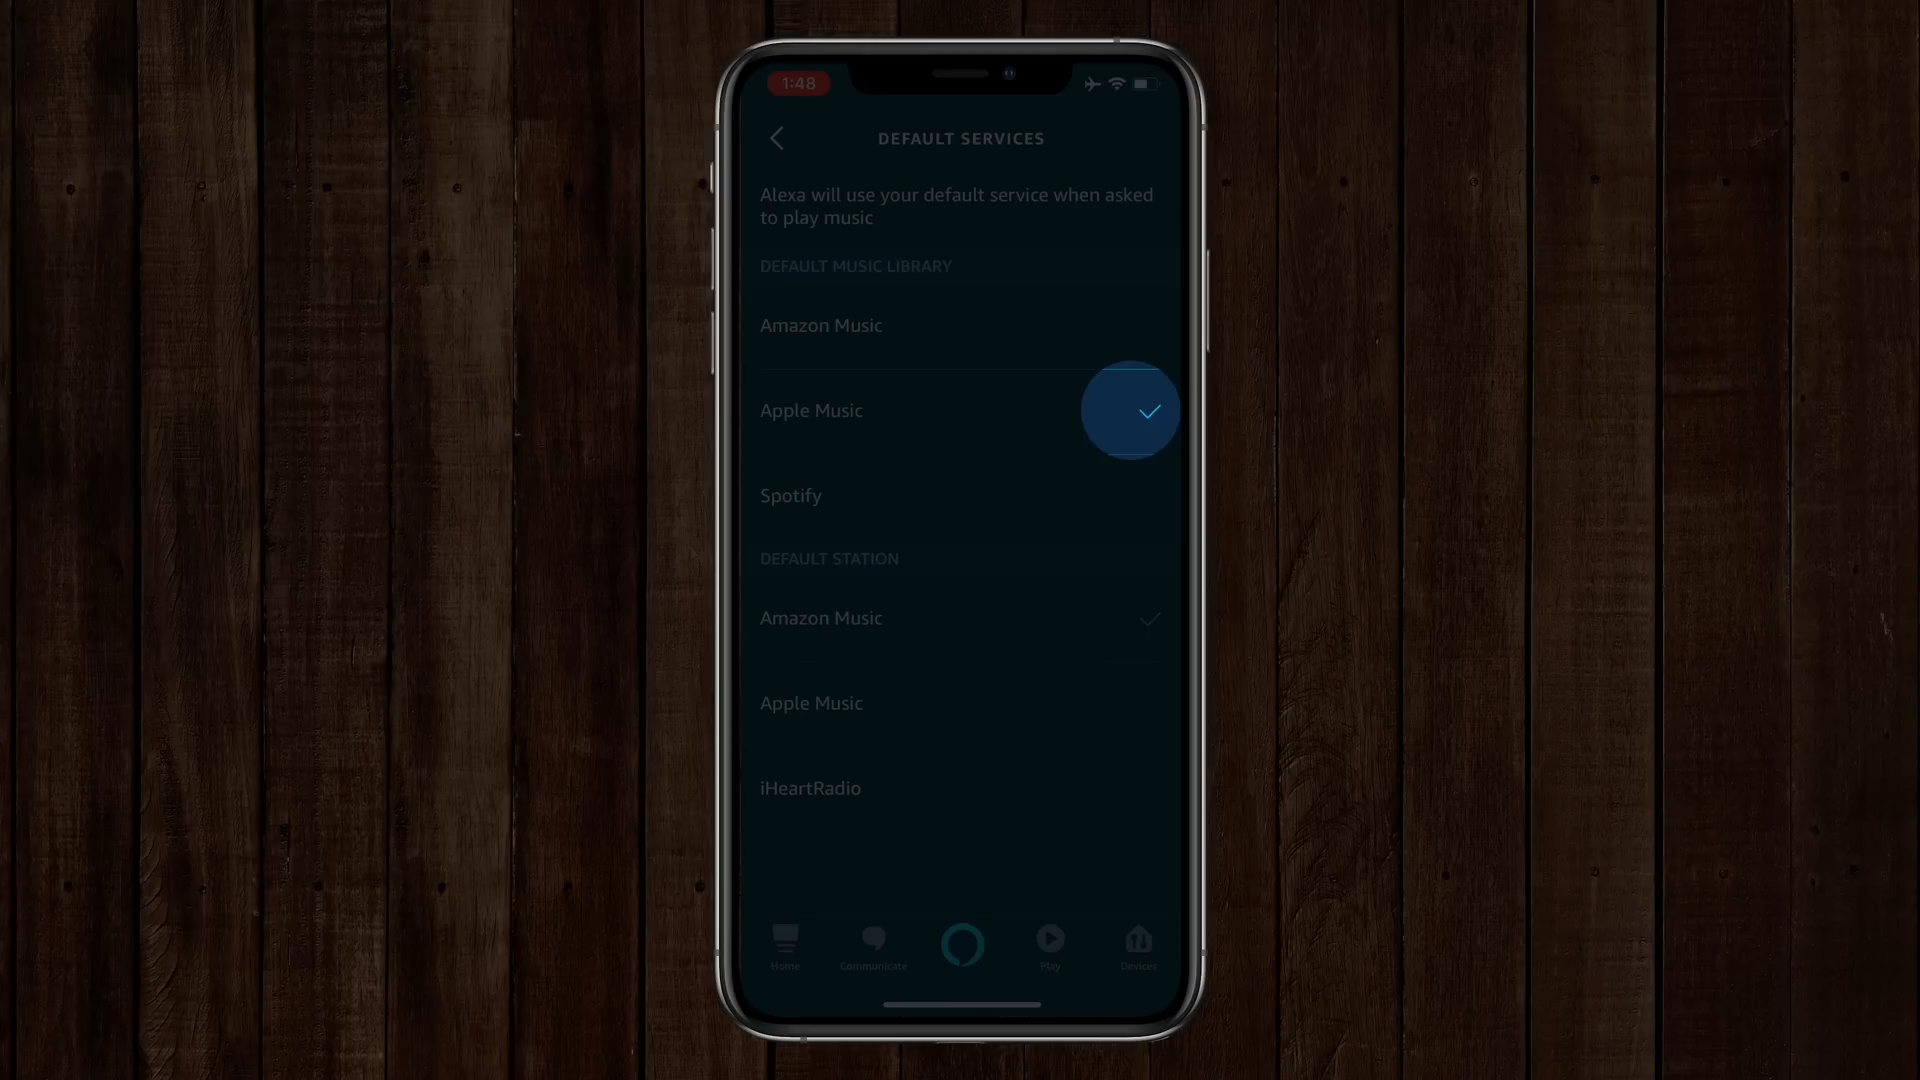 1:48
DEFAULT SERVICES
Alexa will use your default service when asked
to play music
DEFAULT MUSIC LIBRARY
Amazon Music
Apple Music
Spotify
DEFAULT STATION
Amazon Music
Apple Music
iHeartRadio
Home
Communicate
Play
Devices